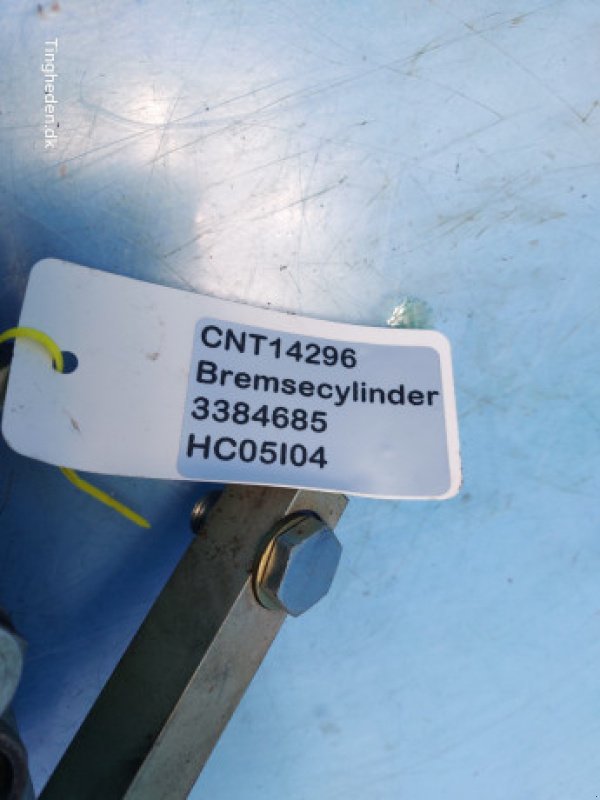 Tingheden.dk
CNT14296
Bremsecylinder
3384685
HC05I04